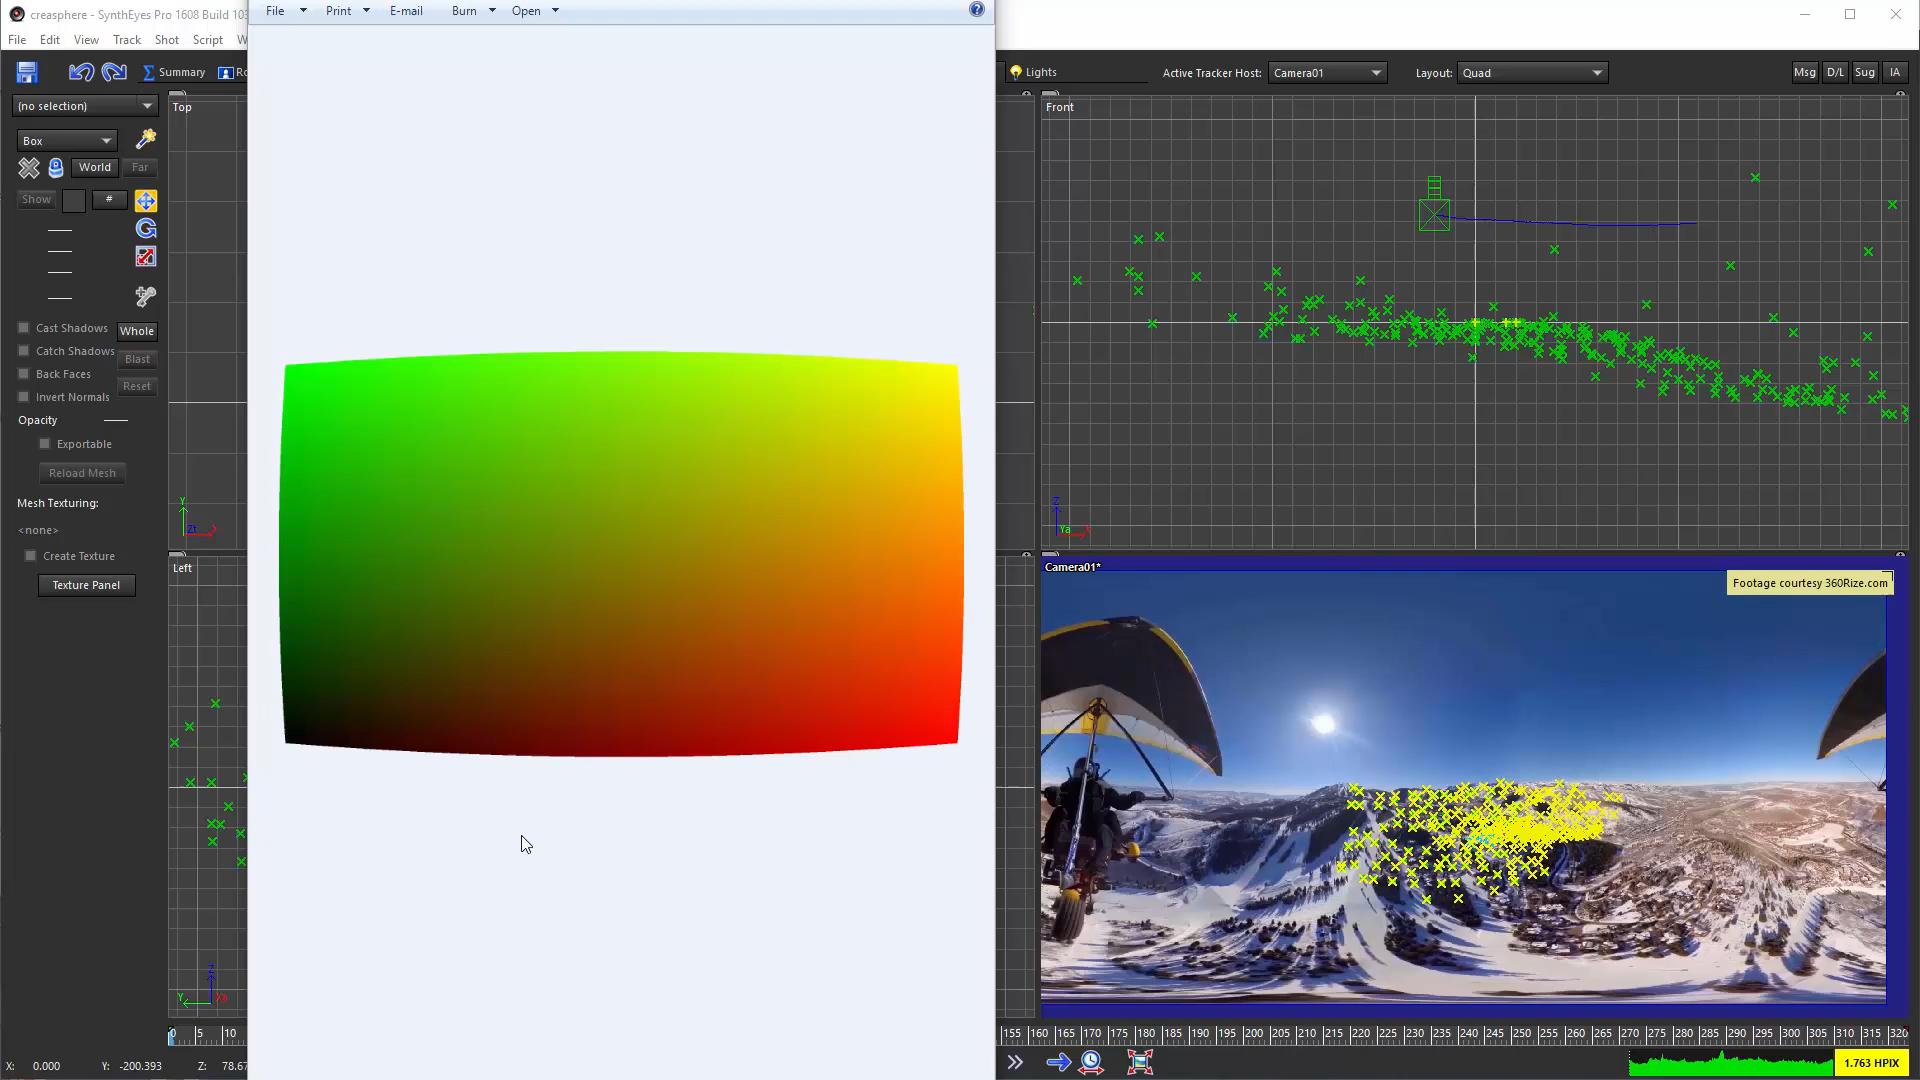 creasphere - SynthEyes Pro 1608 Build 103
File Print E-mail Burn Open
File Edit View Track Shot Script W
Summary Ro
Lights
Active Tracker Host: Camera01
Layout: Quad
Msg D/L Sug IA
(no selection)
Top
Front
Box
World Far
Show #
Cast Shadows Whole
Catch Shadows Blast
Back Faces Reset
Invert Normals
Opacity
Exportable
Reload Mesh
Mesh Texturing:
<none>
Create Texture
Texture Panel
Y
X
Z
Ya
X
Left
Camera01*
Footage courtesy 360Rize.com
Z
Y
0 5 10
155 160 165 170 175 180 185 190 195 200 205 210 215 220 225 230 235 240 245 250 255 260 265 270 275 280 285 290 295 300 305 310 315 320
X: 0.000 Y: -200.393 Z: 78.67
1.763 HPIX